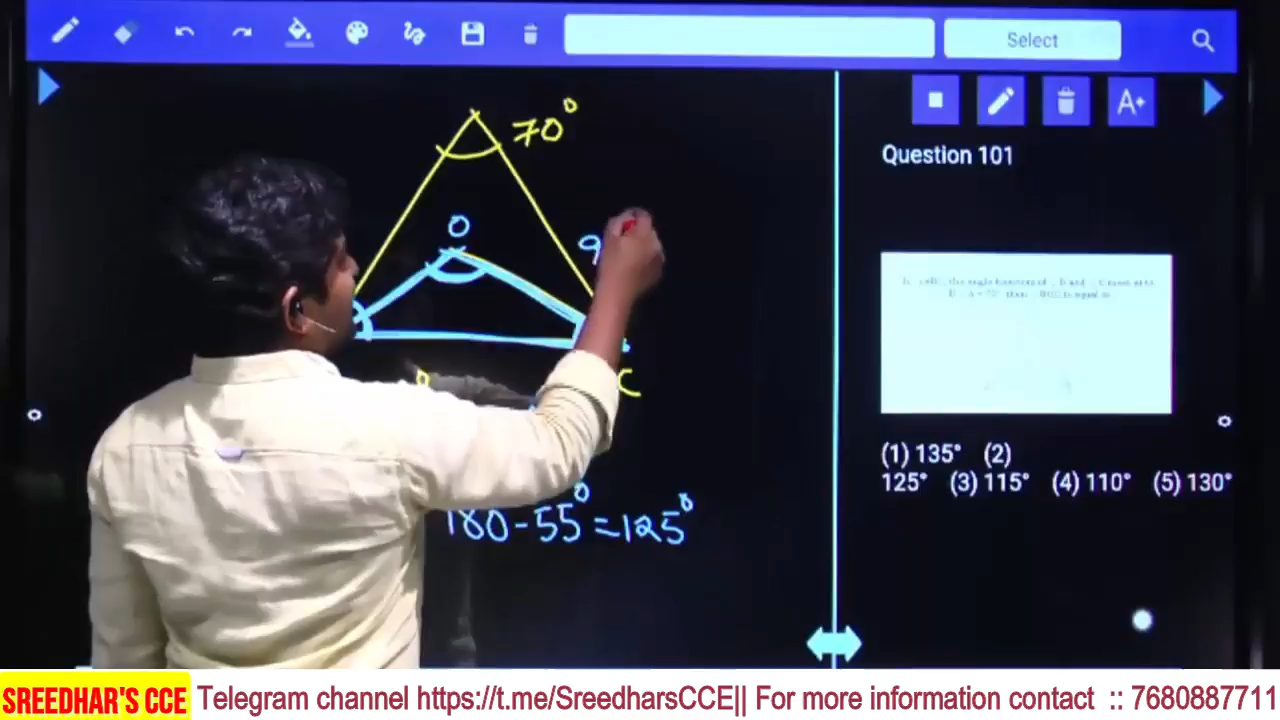 Select
A+
Question 101
70°
O
9
C
(1) 135° (2)
125° (3) 115° (4) 110° (5) 130°
180-55°=125°
SREEDHAR'S CCE
Telegram channel https://t.me/SreedharsCCE|| For more information contact :: 7680887711